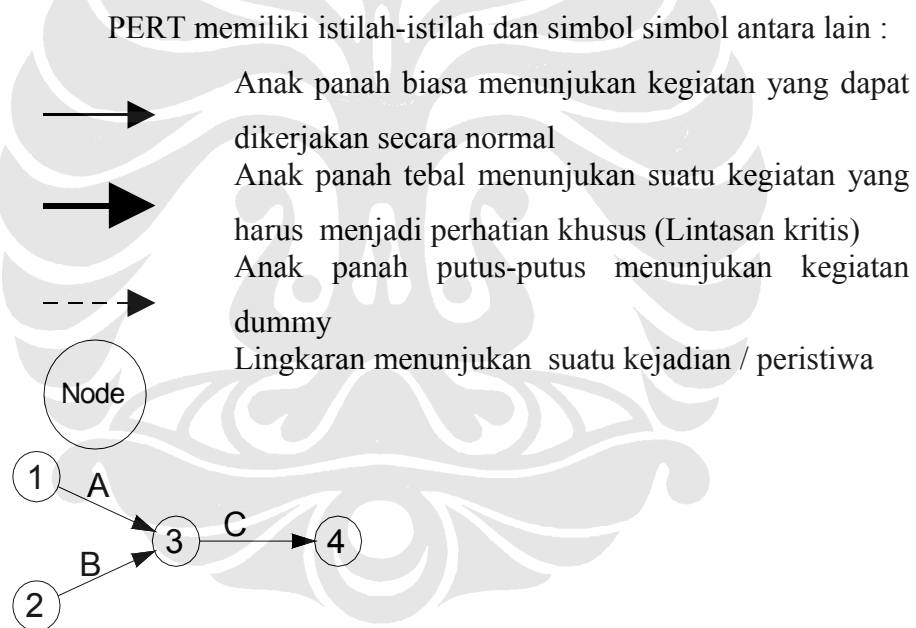 PERT memiliki istilah-istilah dan simbol simbol antara lain :
Anak panah biasa menunjukan kegiatan yang dapat
dikerjakan secara normal
Anak panah tebal menunjukan suatu kegiatan yang
harus menjadi perhatian khusus (Lintasan kritis)
Anak panah putus-putus menunjukan kegiatan
dummy
Lingkaran menunjukan suatu kejadian / peristiwa
Node
1
A
3
C
4
B
2